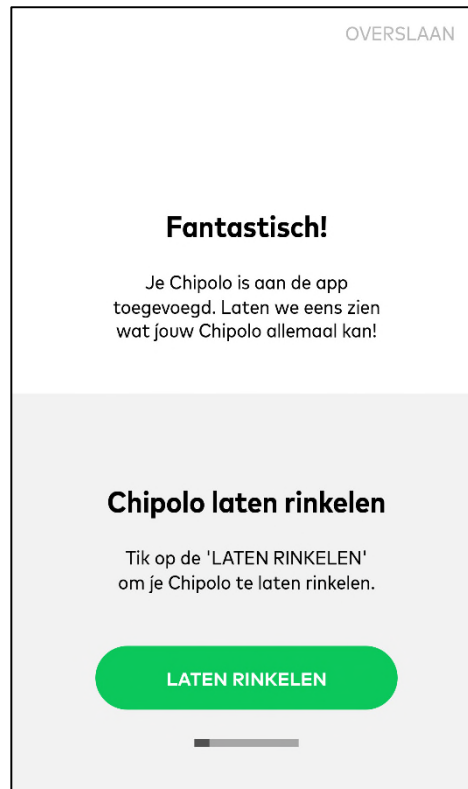 OVERSLAAN
Fantastisch!
Je Chipolo is aan de app
toegevoegd. Laten we eens zien
wat jouw Chipolo allemaal kan!
Chipolo laten rinkelen
Tik op de 'LATEN RINKELEN'
om je Chipolo te laten rinkelen.
LATEN RINKELEN